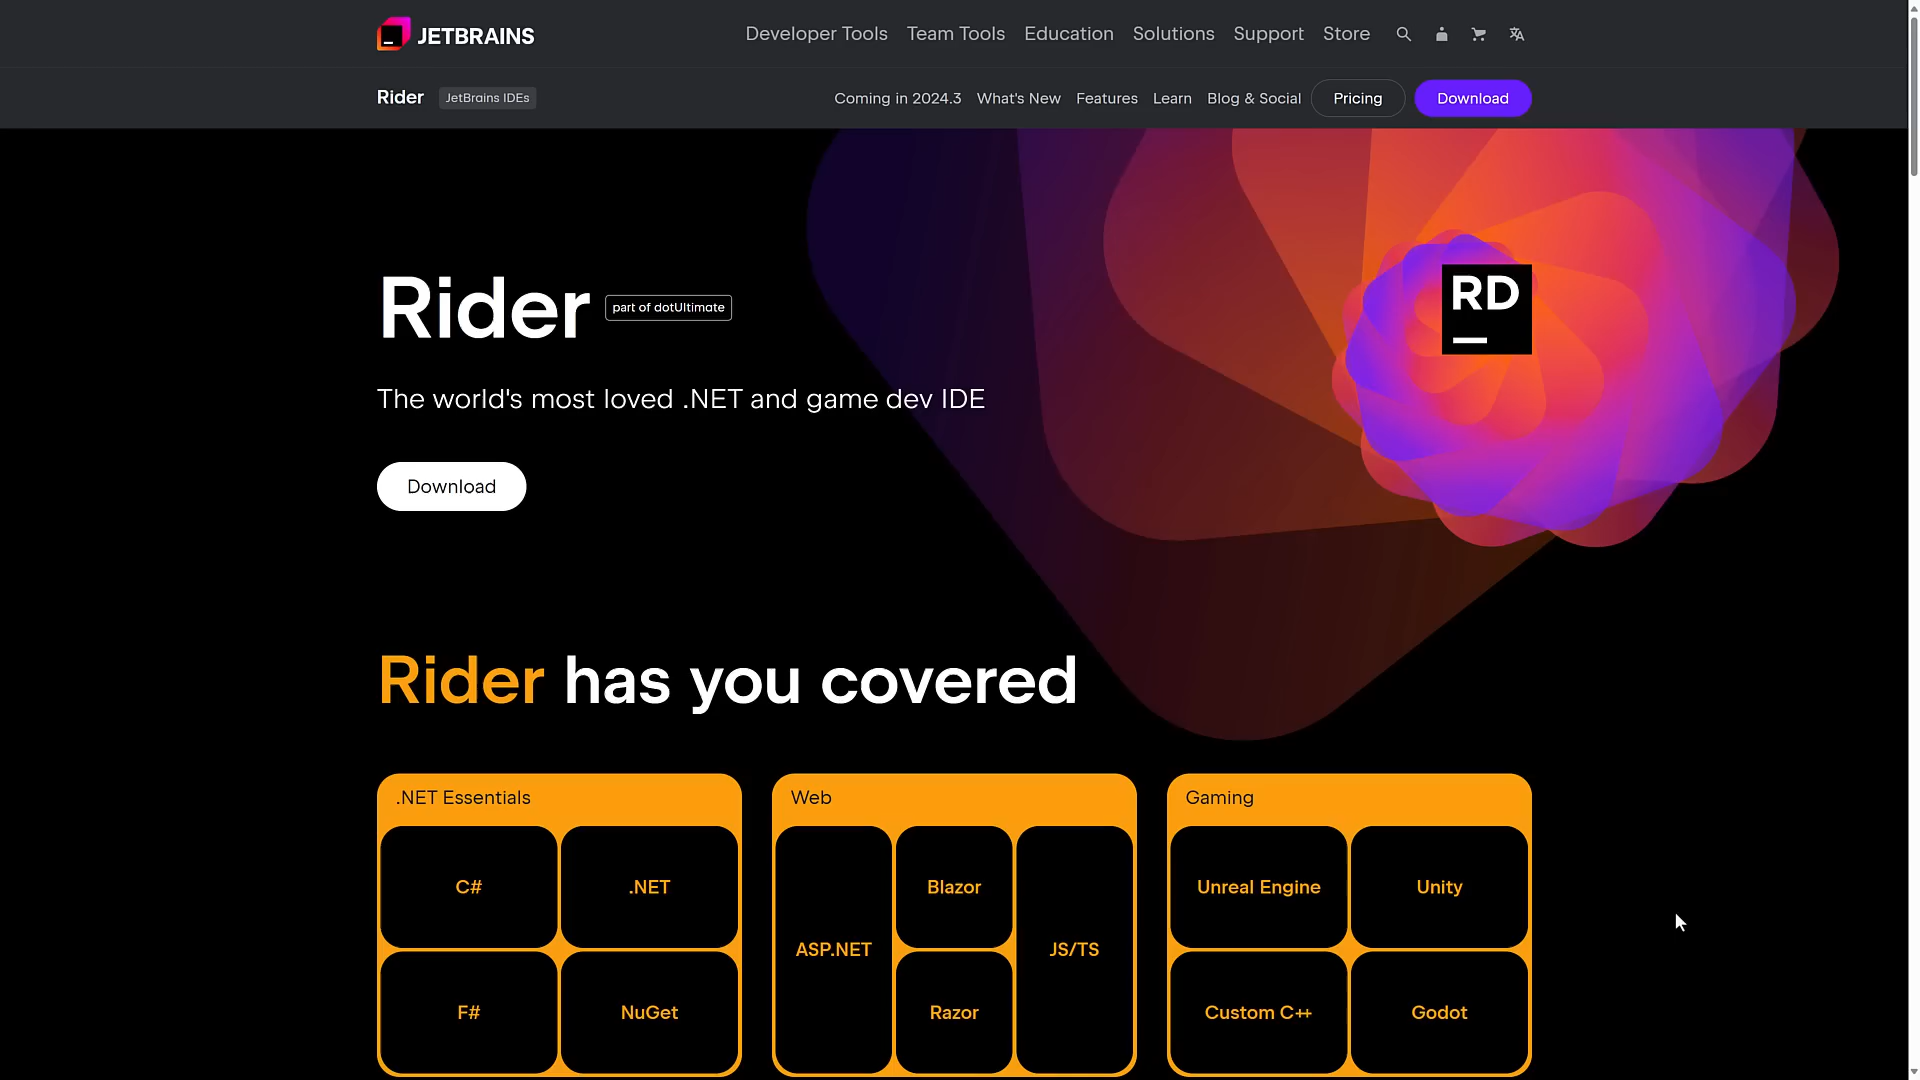 JETBRAINS
Developer Tools Team Tools Education Solutions Support Store
Rider JetBrains IDEs
Coming in 2024.3 What's New Features Learn Blog & Social Pricing Download
RD
Rider part of dotUltimate
The world's most loved .NET and game dev IDE
Download
Rider has you covered
.NET Essentials
C# .NET
F# NuGet
Web
ASP.NET
Blazor
Razor
JS/TS
Gaming
Unreal Engine Unity
Custom C++ Godot